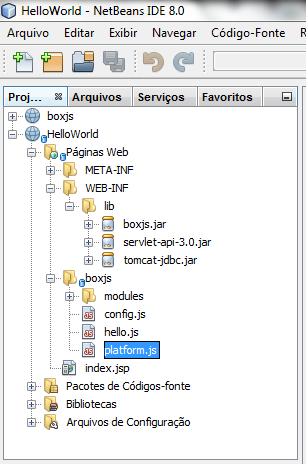 HelloWorld - NetBeans IDE 8.0
Arquivo Editar Exibir Navegar Código-Fonte
Proj... Arquivos Serviços Favoritos
boxjs
HelloWorld
Páginas Web
META-INF
WEB-INF
lib
boxjs.jar
servlet-api-3.0.jar
tomcat-jdbc.jar
boxjs
modules
config.js
hello.js
platform.js
index.jsp
Pacotes de Códigos-fonte
Bibliotecas
Arquivos de Configuração